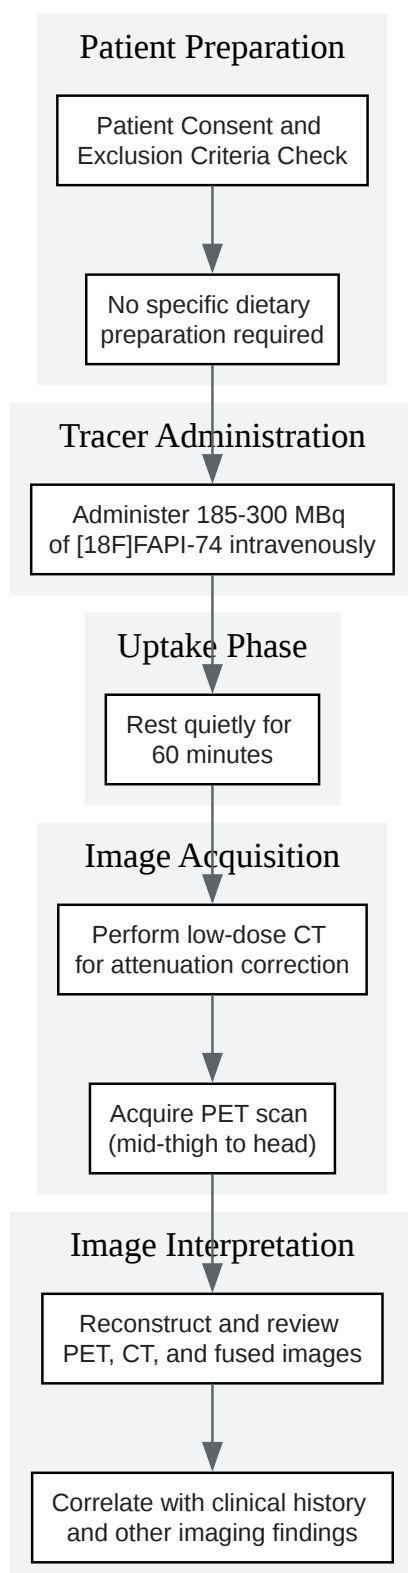 Patient Preparation
Patient Consent and
Exclusion Criteria Check
No specific dietary
preparation required
Tracer Administration
Administer 185-300 MBq
of [18F]FAPI-74 intravenously
Uptake Phase
Rest quietly for
60 minutes
Image Acquisition
Perform low-dose CT
for attenuation correction
Acquire PET scan
(mid-thigh to head)
Image Interpretation
Reconstruct and review
PET, CT, and fused images
Correlate with clinical history
and other imaging findings